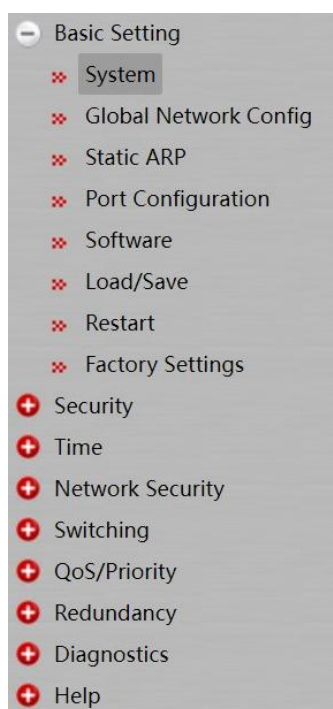 Basic Setting
System
Global Network Config
Static ARP
Port Configuration
Software
Load/Save
Restart
Factory Settings
Security
Time
Network Security
Switching
QoS/Priority
Redundancy
Diagnostics
Help